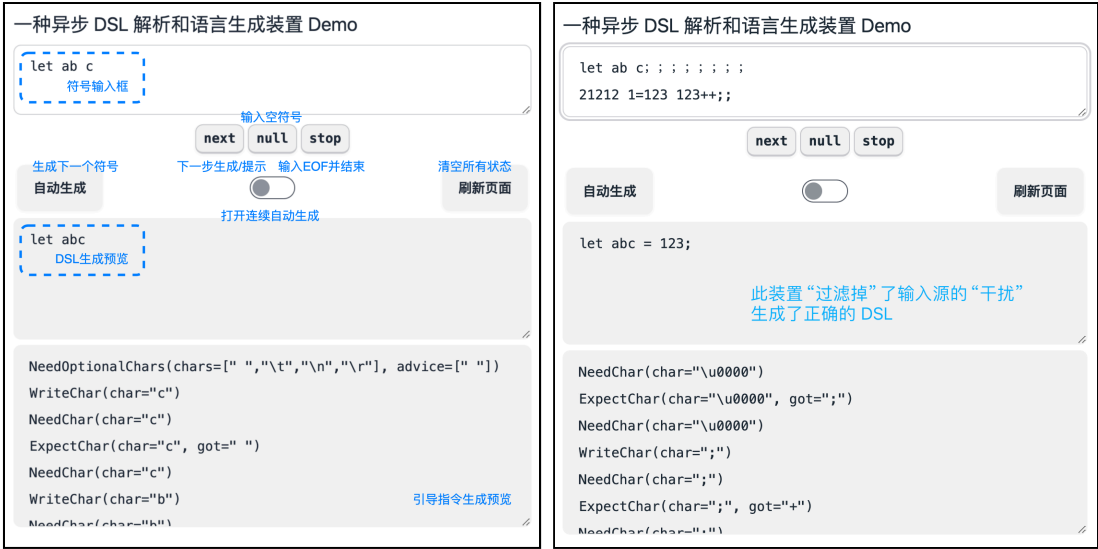 一种异步 DSL 解析和语言生成装置 Demo
let ab c
符号输入框
输入空符号
next
null
stop
生成下一个符号
下一步生成/提示
输入EOF并结束
清空所有状态
自动生成
刷新页面
打开连续自动生成
let abc
DSL生成预览
NeedOptionalChars(chars=[" ","\t","\n","\r"], advice=[" "])
WriteChar(char="c")
NeedChar(char="c")
ExpectChar(char="c", got=" ")
NeedChar(char="c")
WriteChar(char="b")
引导指令生成预览
NeedChar(char="b")
一种异步 DSL 解析和语言生成装置 Demo
let ab c；；；；；；；；
21212 1=123 123++;;
next
null
stop
自动生成
刷新页面
let abc = 123;
此装置 “过滤掉” 了输入源的 “干扰”
生成了正确的 DSL
NeedChar(char="\u0000")
ExpectChar(char="\u0000", got=";")
NeedChar(char="\u0000")
WriteChar(char=";")
NeedChar(char=";")
ExpectChar(char=";", got="+")
NeedChar(char=";")